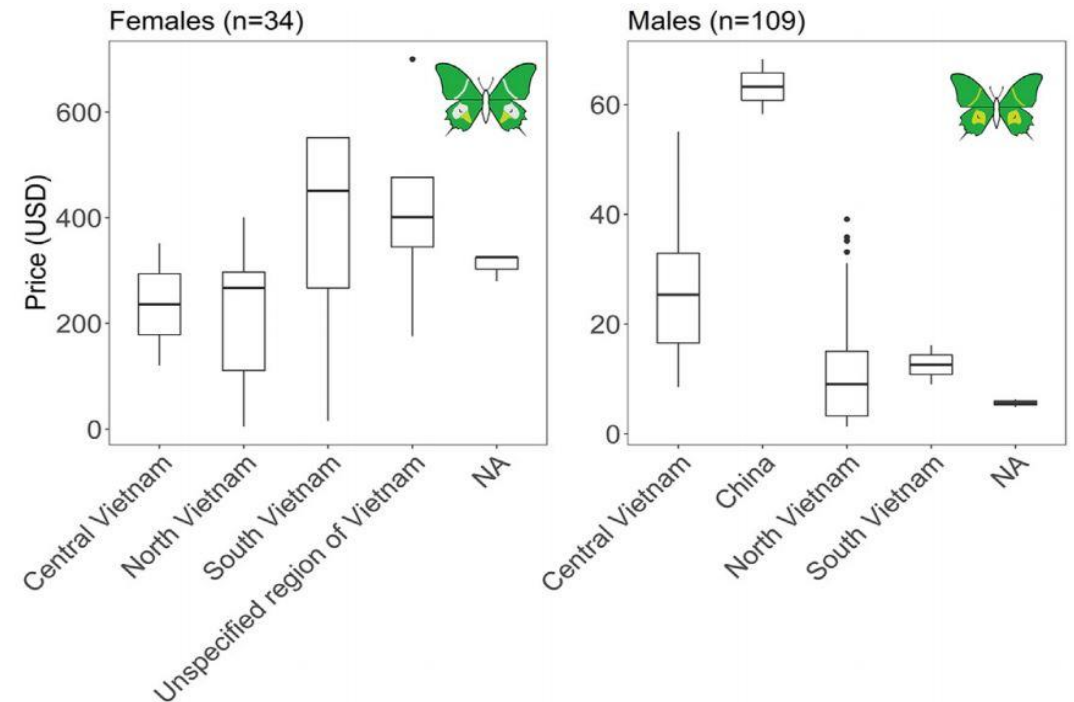 Females (n=34)
Males (n=109)
Price (USD)
600
400
200
0
Central Vietnam
North Vietnam
South Vietnam
Unspecified region of Vietnam
NA
60
40
20
0
Central Vietnam
China
North Vietnam
South Vietnam
NA